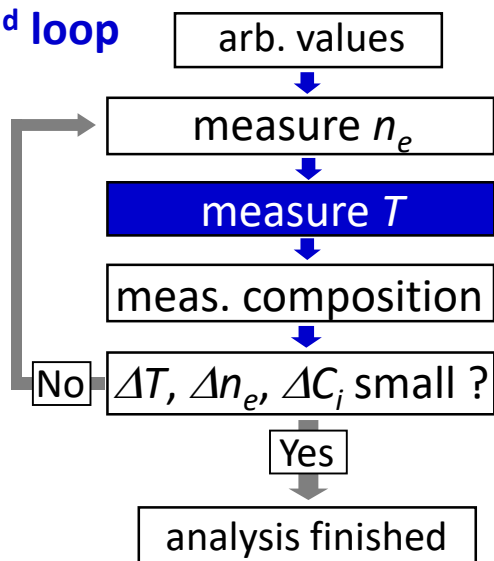 ᵈ loop
arb. values
measure nₑ
measure T
meas. composition
No
ΔT, Δnₑ, ΔCᵢ small ?
Yes
analysis finished